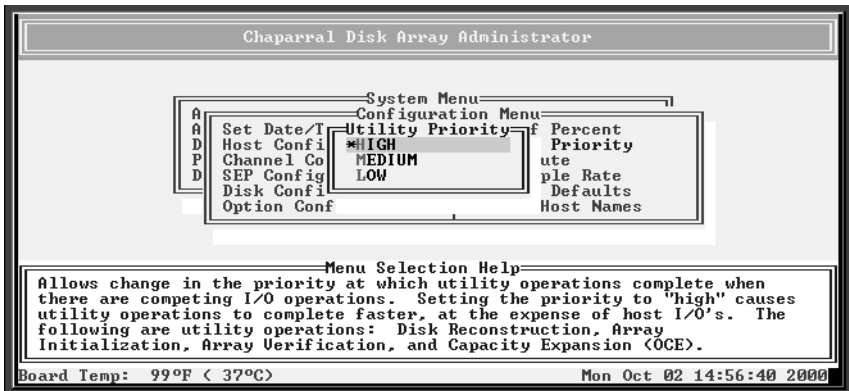 Chaparral Disk Array Administrator
System Menu
A Configuration Menu
A Set Date/T Utility Priority f Percent
D Host Confi *HIGH Priority
P Channel Co MEDIUM ute
D SEP Config LOW ple Rate
Disk Confi Defaults
Option Conf Host Names
Menu Selection Help
Allows change in the priority at which utility operations complete when
there are competing I/O operations. Setting the priority to "high" causes
utility operations to complete faster, at the expense of host I/O's. The
following are utility operations: Disk Reconstruction, Array
Initialization, Array Verification, and Capacity Expansion (OCE).
Board Temp: 99ºF ( 37ºC) Mon Oct 02 14:56:40 2000